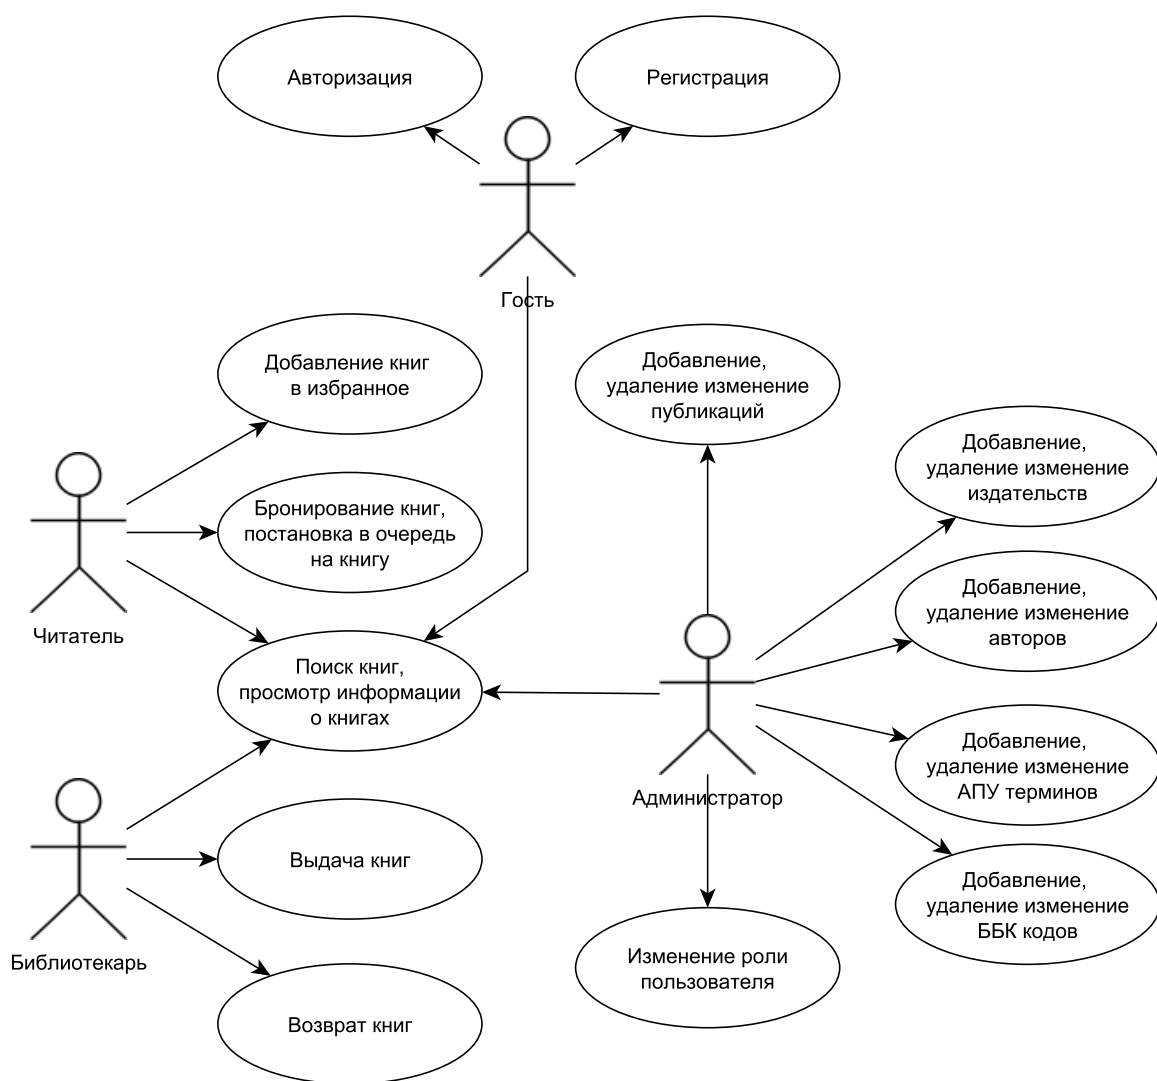 Авторизация
Регистрация
Гость
Добавление книг
в избранное
Добавление,
удаление изменение
публикаций
Добавление,
удаление изменение
издательств
Бронирование книг,
постановка в очередь
на книгу
Читатель
Добавление,
удаление изменение
авторов
Поиск книг,
просмотр информации
о книгах
Администратор
Добавление,
удаление изменение
АПУ терминов
Выдача книг
Добавление,
удаление изменение
ББК кодов
Библиотекарь
Изменение роли
пользователя
Возврат книг